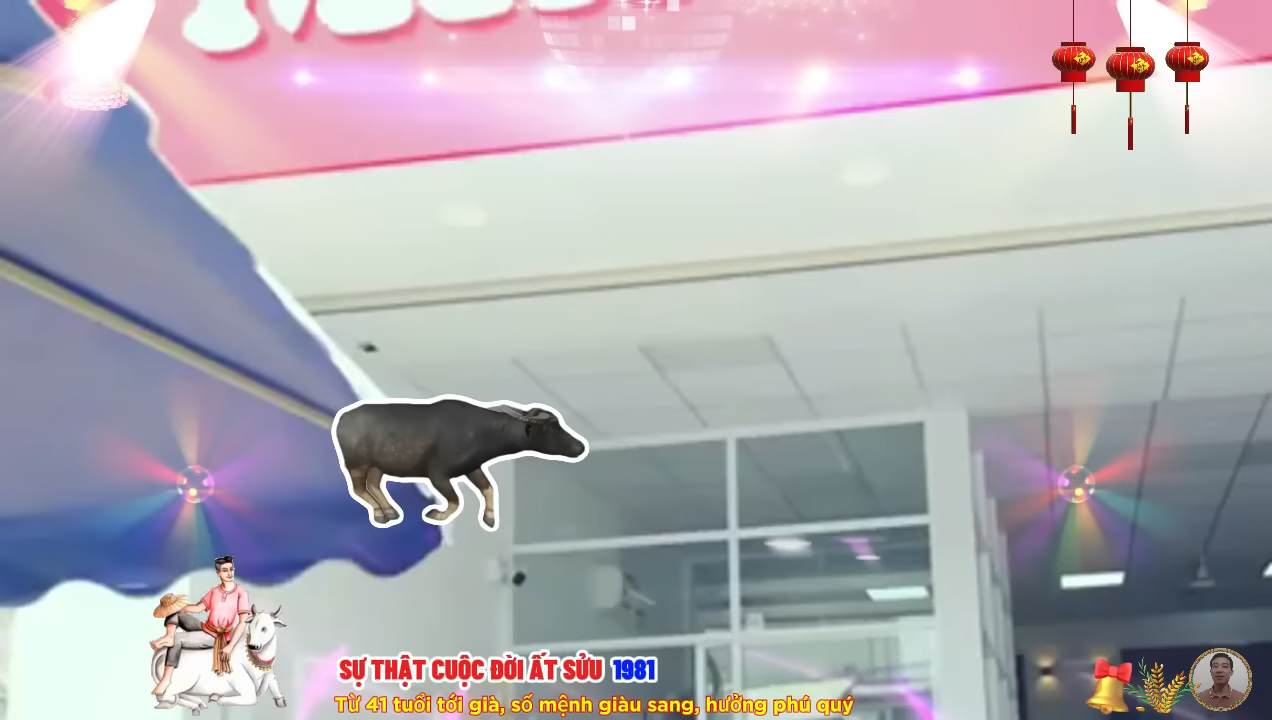 SỰ THẬT CUỘC ĐỜI ẤT SỬU 1981
Từ 41 tuổi tới già, số mệnh giàu sang, hưởng phú quý